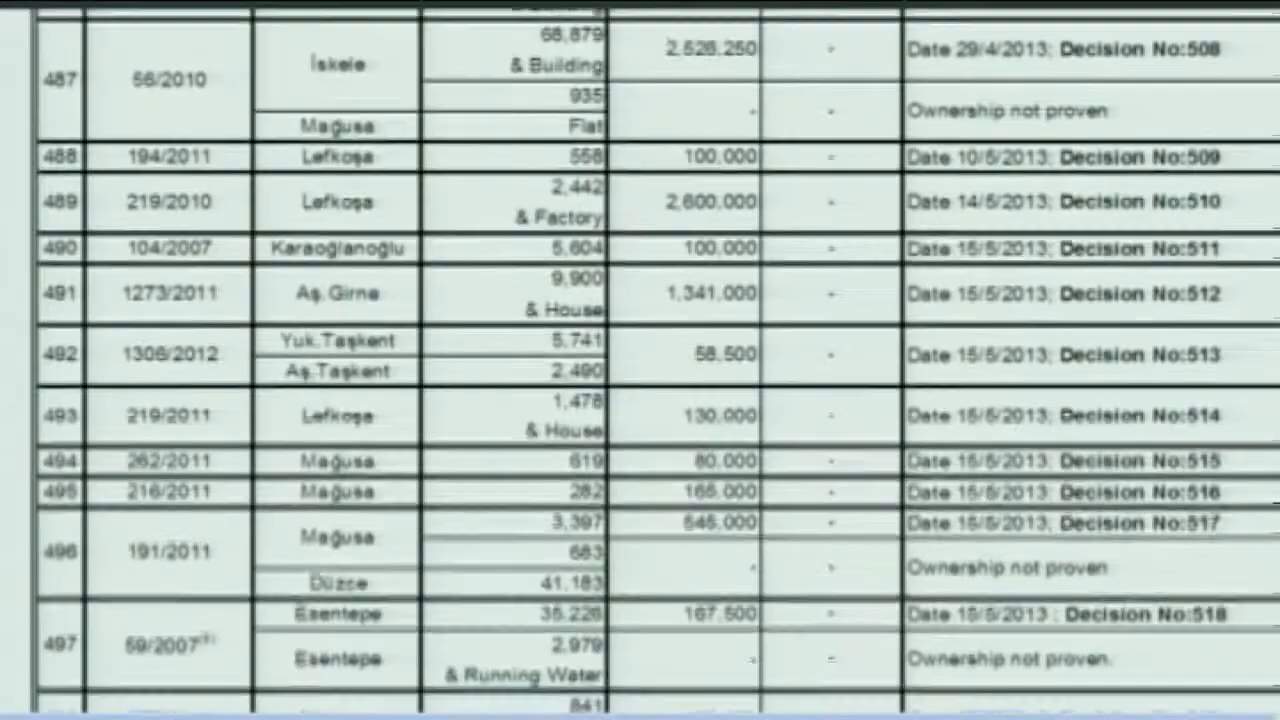 68,879
487 56/2010 İskele & Building 2,526,250 - Date 29/4/2013; Decision No:508
935 - - Ownership not proven
Mağusa Flat
488 194/2011 Lefkoşa 558 100,000 - Date 10/5/2013; Decision No:509
489 219/2010 Lefkoşa 2,442 2,600,000 - Date 14/5/2013; Decision No:510
& Factory
490 104/2007 Karaoğlanoğlu 5,604 100,000 - Date 15/5/2013; Decision No:511
491 1273/2011 Aş.Girne 9,900 1,341,000 - Date 15/5/2013; Decision No:512
& House
492 1306/2012 Yuk.Taşkent 5,741 58,500 - Date 15/5/2013; Decision No:513
Aş.Taşkent 2,490
493 219/2011 Lefkoşa 1,478 130,000 - Date 15/5/2013; Decision No:514
& House
494 262/2011 Mağusa 619 80,000 - Date 15/5/2013; Decision No:515
495 216/2011 Mağusa 282 165,000 - Date 15/5/2013; Decision No:516
496 191/2011 Mağusa 3,397 545,000 - Date 15/5/2013; Decision No:517
683 - - Ownership not proven
Düzce 41,183
497 59/2007 Esentepe 35,226 167,500 - Date 15/5/2013 ; Decision No:518
Esentepe 2,979 - - Ownership not proven.
& Running Water
841